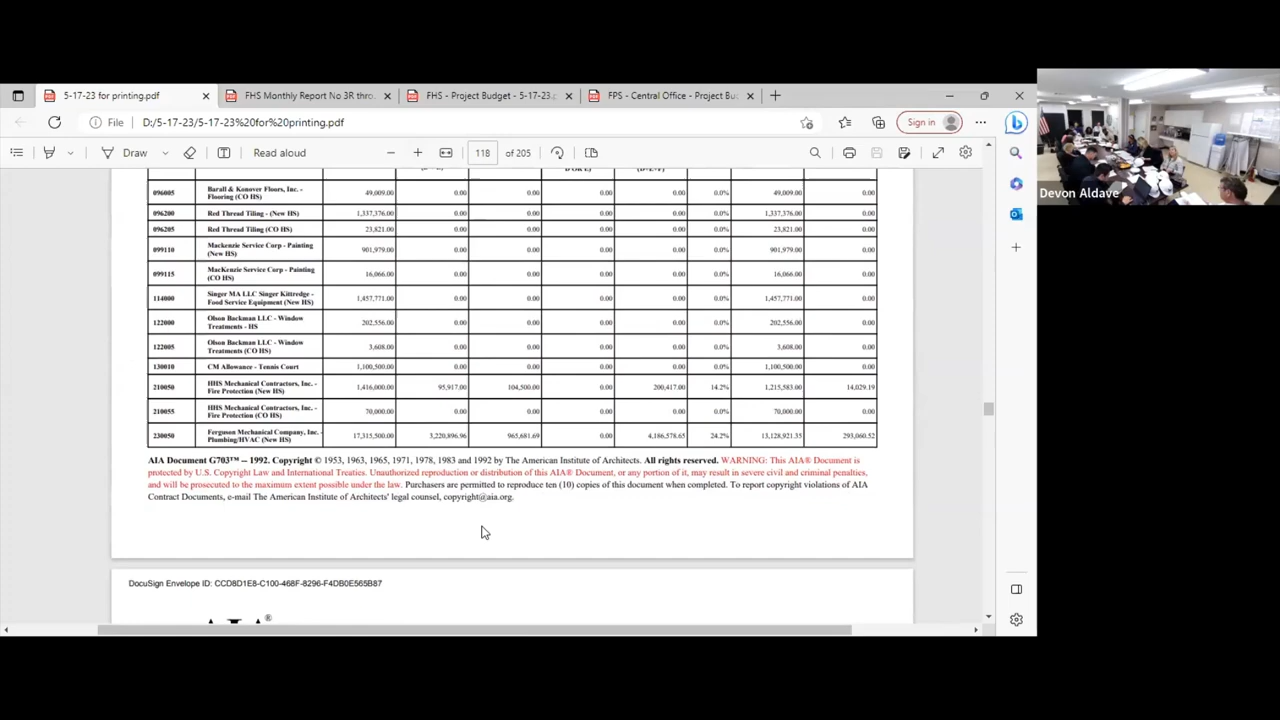 5-17-23 for printing.pdf
FHS Monthly Report No 3R thro
FHS - Project Budget - 5-17-23.p
FPS - Central Office - Project Bu
File D:/5-17-23/5-17-23%20for%20printing.pdf
Sign in
Draw
Read aloud
118 of 205
096005 Barall & Konover Floors, Inc. - Flooring (CO HS) 49,009.00 0.00 0.00 0.00 0.00 0.0% 49,009.00 0.00
096200 Red Thread Tiling - (New HS) 1,337,376.00 0.00 0.00 0.00 0.00 0.0% 1,337,376.00 0.00
096205 Red Thread Tiling (CO HS) 23,821.00 0.00 0.00 0.00 0.00 0.0% 23,821.00 0.00
099110 Mackenzie Service Corp - Painting (New HS) 901,979.00 0.00 0.00 0.00 0.00 0.0% 901,979.00 0.00
099115 MacKenzie Service Corp - Painting (CO HS) 16,066.00 0.00 0.00 0.00 0.00 0.0% 16,066.00 0.00
114000 Singer MA LLC Singer Kittredge - Food Service Equipment (New HS) 1,457,771.00 0.00 0.00 0.00 0.00 0.0% 1,457,771.00 0.00
122000 Olson Backman LLC - Window Treatments - HS 202,556.00 0.00 0.00 0.00 0.00 0.0% 202,556.00 0.00
122005 Olson Backman LLC - Window Treatments (CO HS) 3,608.00 0.00 0.00 0.00 0.00 0.0% 3,608.00 0.00
130010 CM Allowance - Tennis Court 1,100,500.00 0.00 0.00 0.00 0.00 0.0% 1,100,500.00 0.00
210050 HHS Mechanical Contractors, Inc. - Fire Protection (New HS) 1,416,000.00 95,917.00 104,500.00 0.00 200,417.00 14.2% 1,215,583.00 14,029.19
210055 HHS Mechanical Contractors, Inc. - Fire Protection (CO HS) 70,000.00 0.00 0.00 0.00 0.00 0.0% 70,000.00 0.00
230050 Ferguson Mechanical Company, Inc. - Plumbing/HVAC (New HS) 17,315,500.00 3,220,896.96 965,681.69 0.00 4,186,578.65 24.2% 13,128,921.35 293,060.52
AIA Document G703™ -- 1992. Copyright © 1953, 1963, 1965, 1971, 1978, 1983 and 1992 by The American Institute of Architects. All rights reserved. WARNING: This AIA® Document is
protected by U.S. Copyright Law and International Treaties. Unauthorized reproduction or distribution of this AIA® Document, or any portion of it, may result in severe civil and criminal penalties,
and will be prosecuted to the maximum extent possible under the law. Purchasers are permitted to reproduce ten (10) copies of this document when completed. To report copyright violations of AIA
Contract Documents, e-mail The American Institute of Architects' legal counsel, copyright@aia.org.
DocuSign Envelope ID: CCD8D1E8-C100-468F-8296-F4DB0E565B87
Devon Aldave